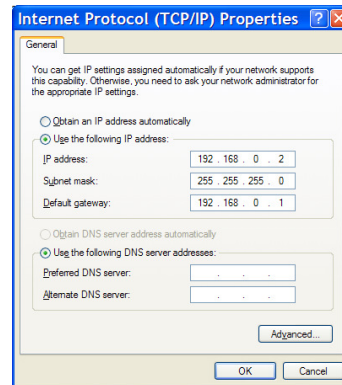 Internet Protocol (TCP/IP) Properties ? X
General
You can get IP settings assigned automatically if your network supports
this capability. Otherwise, you need to ask your network administrator for
the appropriate IP settings.
Obtain an IP address automatically
Use the following IP address:
IP address: 192 . 168 . 0 . 2
Subnet mask: 255 . 255 . 255 . 0
Default gateway: 192 . 168 . 0 . 1
Obtain DNS server address automatically
Use the following DNS server addresses:
Preferred DNS server: . . .
Alternate DNS server: . . .
Advanced...
OK Cancel